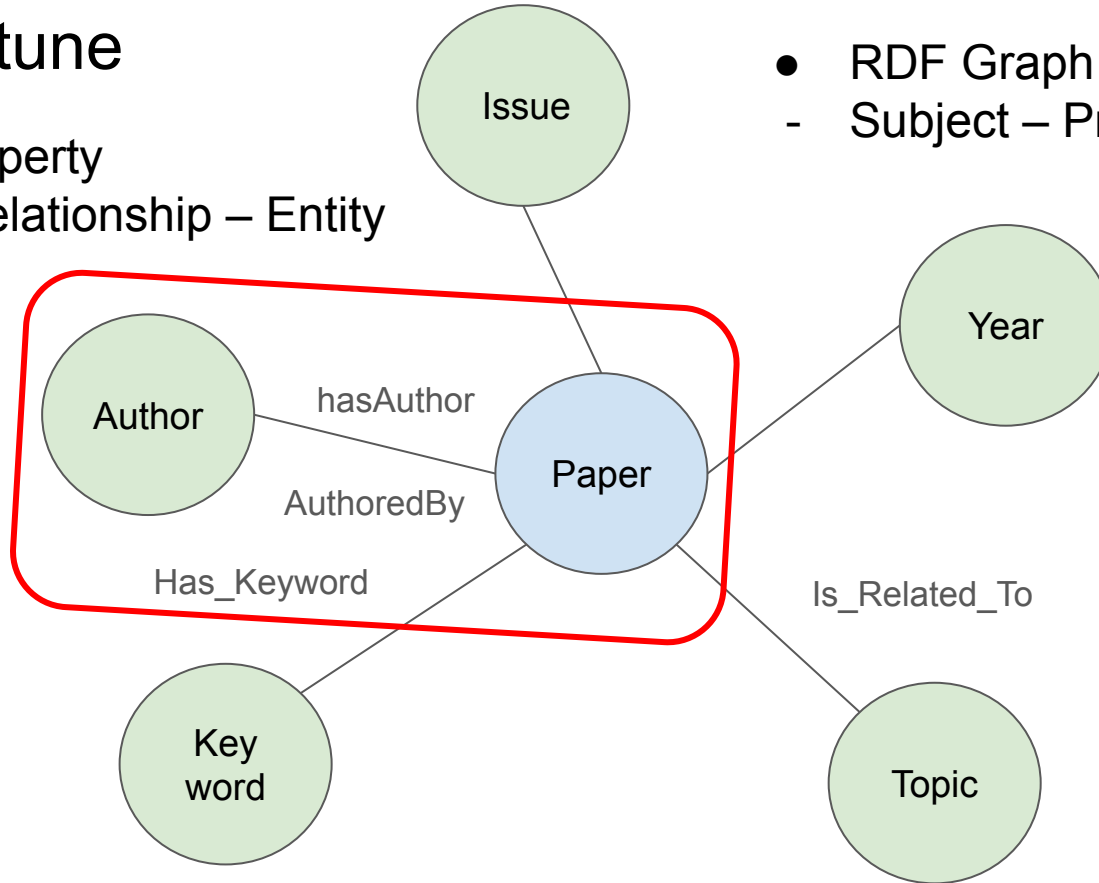 tune
perty
elationship – Entity
● RDF Graph
- Subject – Pr
Issue
Year
Author
hasAuthor
Paper
AuthoredBy
Has_Keyword
Is_Related_To
Key
word
Topic